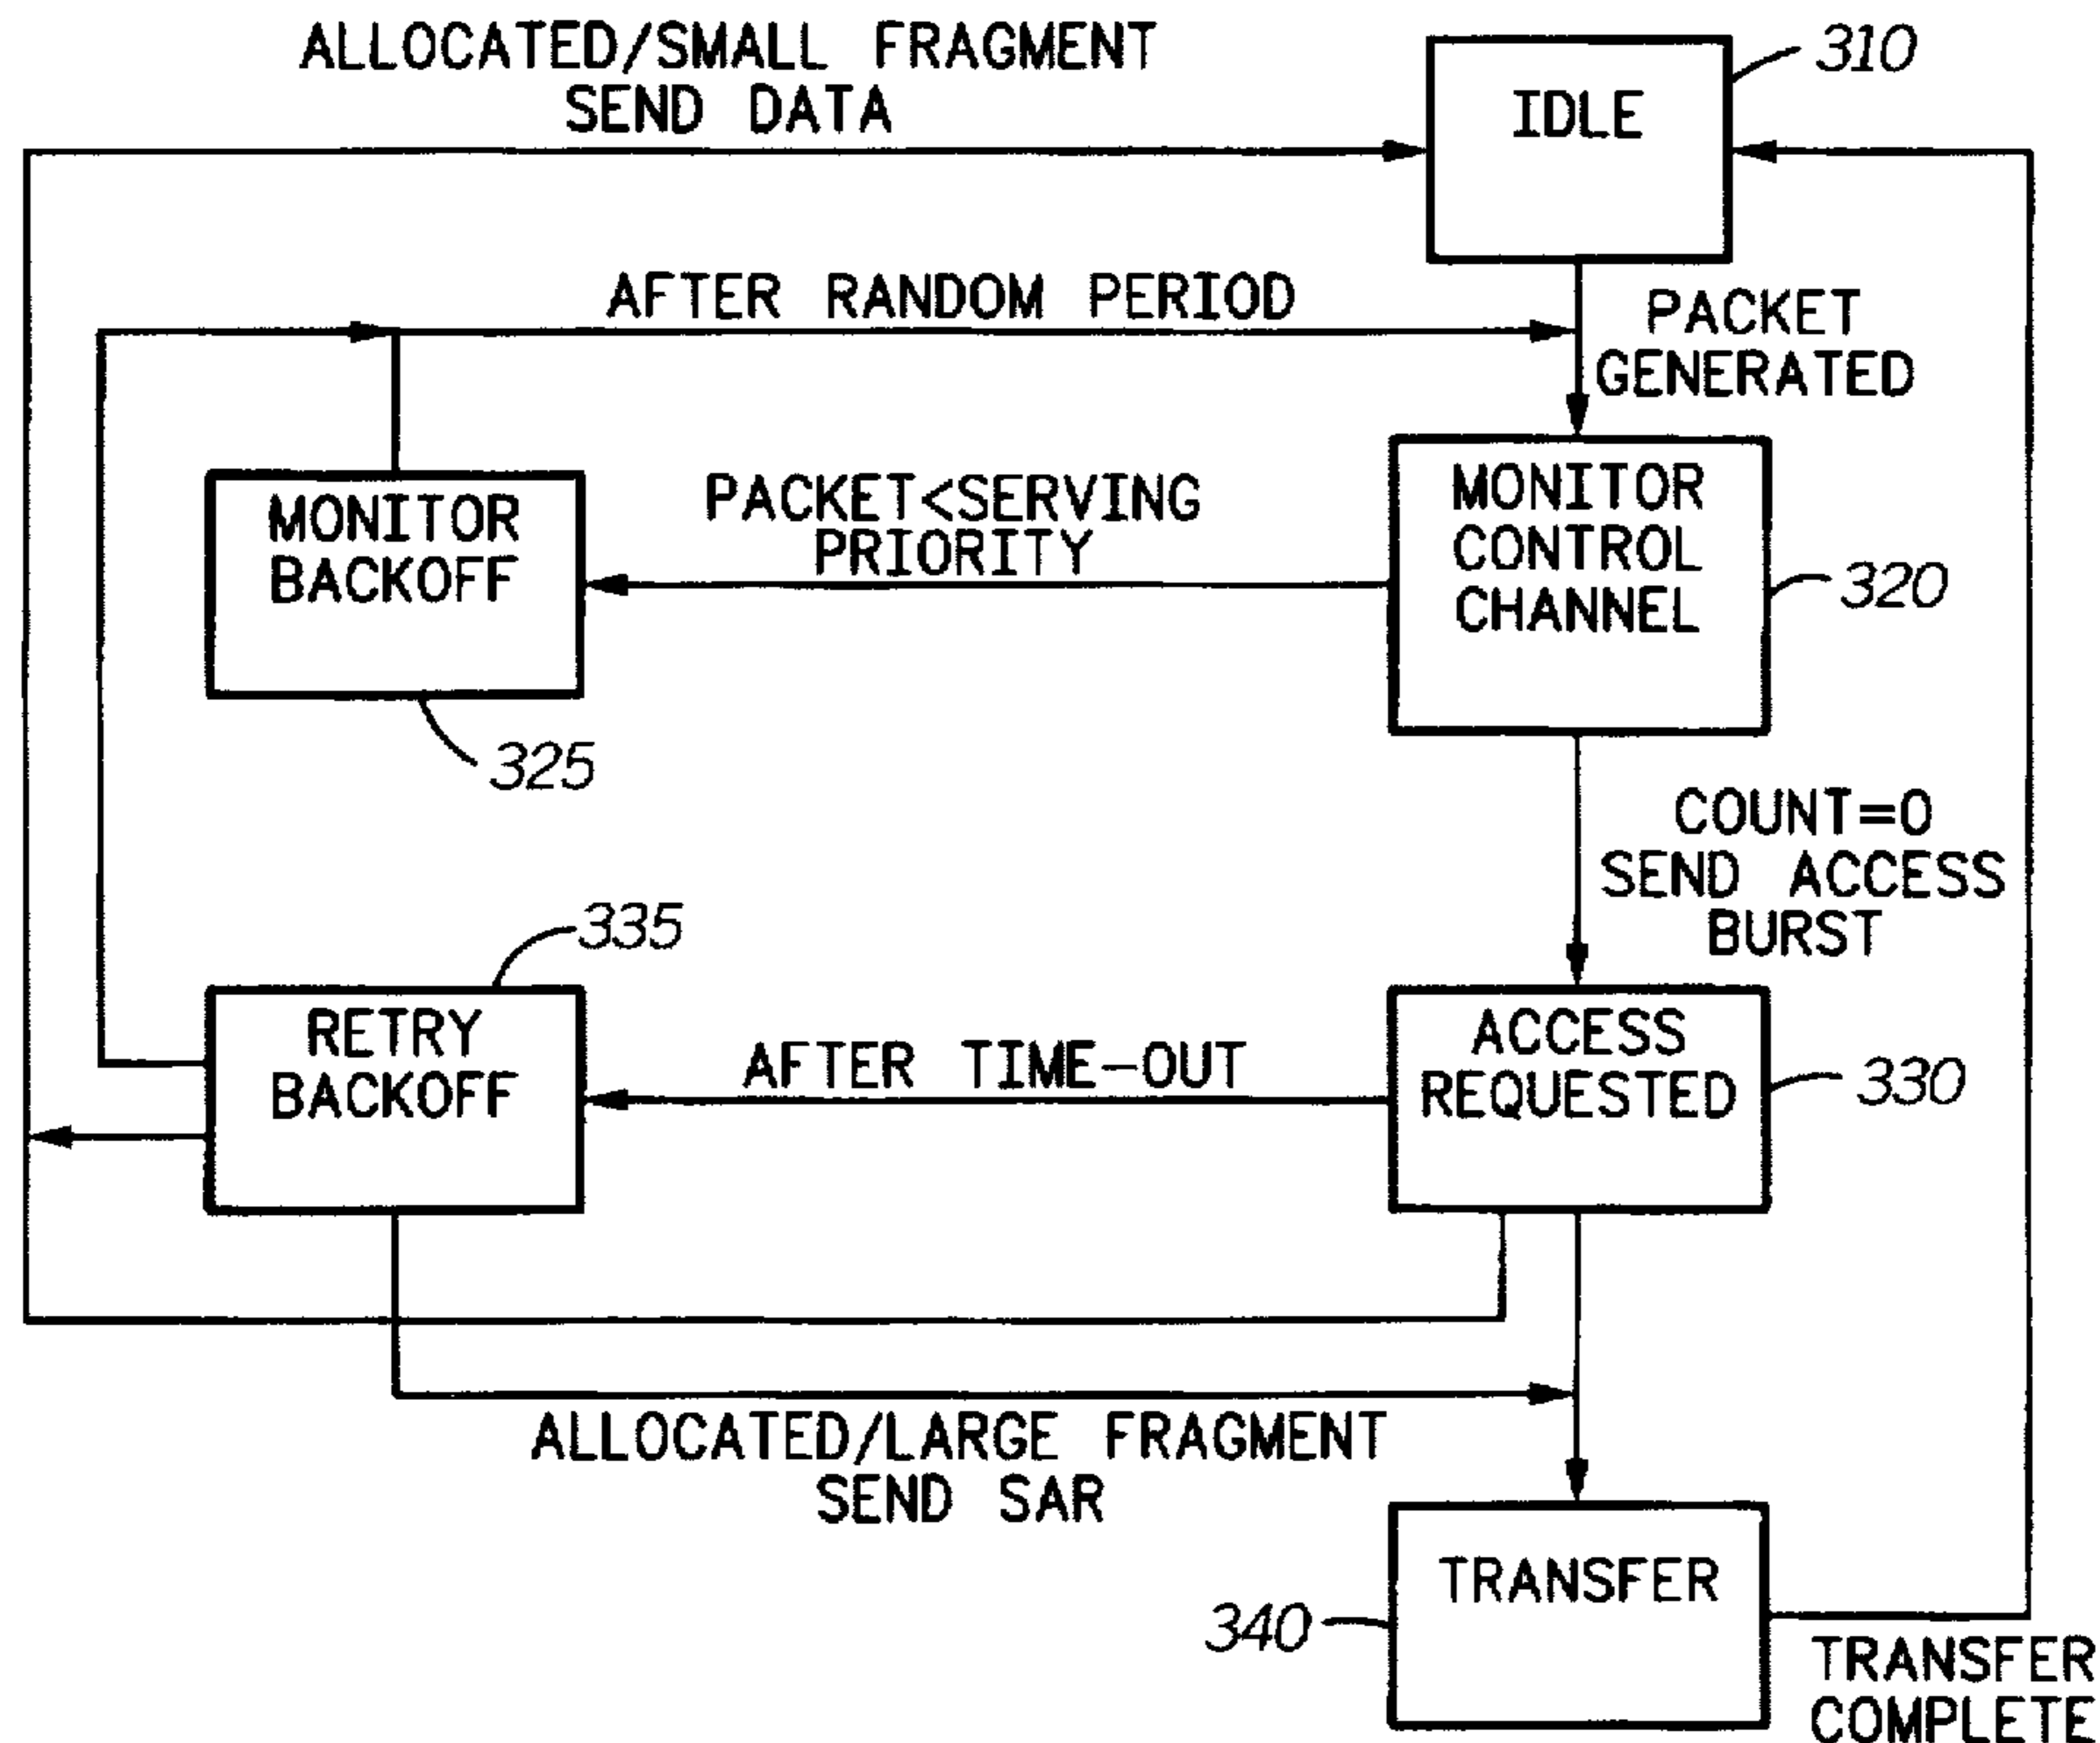 ALLOCATED/SMALL FRAGMENT
SEND DATA
310
IDLE
AFTER RANDOM PERIOD
PACKET
GENERATED
MONITOR
BACKOFF
325
PACKET<SERVING
PRIORITY
MONITOR
CONTROL
CHANNEL
320
COUNT=0
SEND ACCESS
BURST
335
RETRY
BACKOFF
AFTER TIME-OUT
ACCESS
REQUESTED
330
ALLOCATED/LARGE FRAGMENT
SEND SAR
TRANSFER
340
TRANSFER
COMPLETE